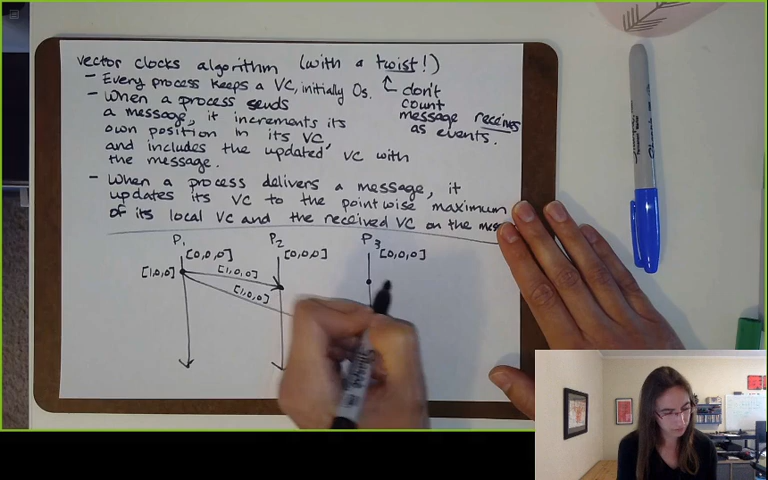 vector clocks algorithm (with a twist!)
- Every process keeps a VC, initially 0s.
don't
count
message receives
as events.
- When a process sends
a message, it increments its
own position in its VC
and includes the updated VC with
the message.
- When a process delivers a message, it
updates its VC to the pointwise maximum
of its local VC and the received VC on the
P1 P2 P3
[0,0,0] [0,0,0] [0,0,0]
[1,0,0] [1,0,0]
[1,0,0]